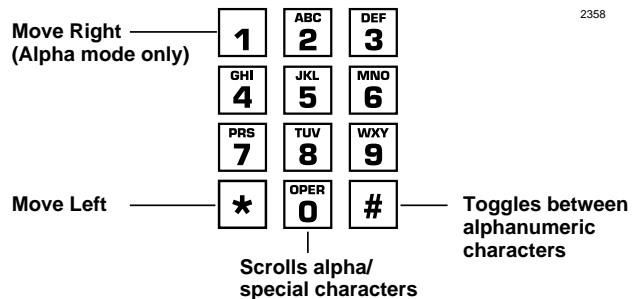 2358
Move Right
(Alpha mode only)
1
ABC
2
DEF
3
GHI
4
JKL
5
MNO
6
PRS
7
TUV
8
WXY
9
Move Left
*
OPER
0
#
Toggles between
alphanumeric
characters
Scrolls alpha/
special characters